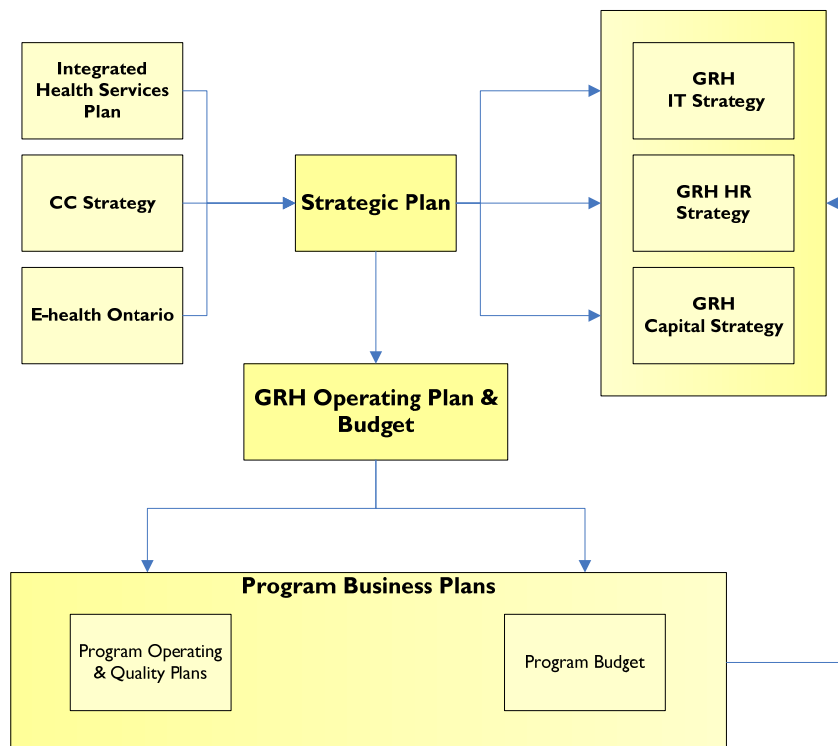 Integrated
Health Services
Plan
CC Strategy
E-health Ontario
Strategic Plan
GRH
IT Strategy
GRH HR
Strategy
GRH
Capital Strategy
GRH Operating Plan &
Budget
Program Business Plans
Program Operating
& Quality Plans
Program Budget